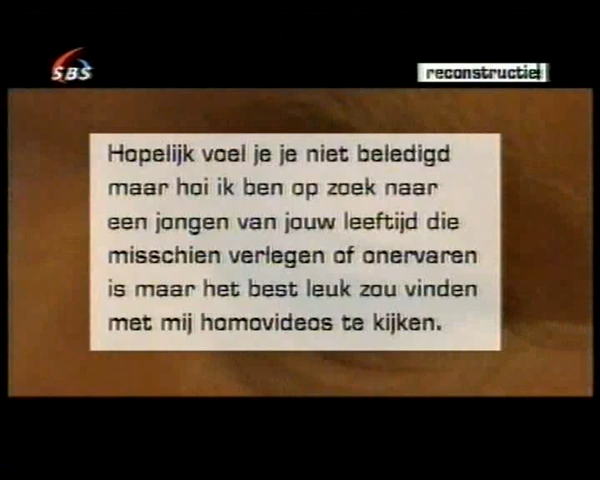 SBS
reconstructie
Hopelijk voel je je niet beledigd
maar hoi ik ben op zoek naar
een jongen van jouw leeftijd die
misschien verlegen of onervaren
is maar het best leuk zou vinden
met mij homovideos te kijken.